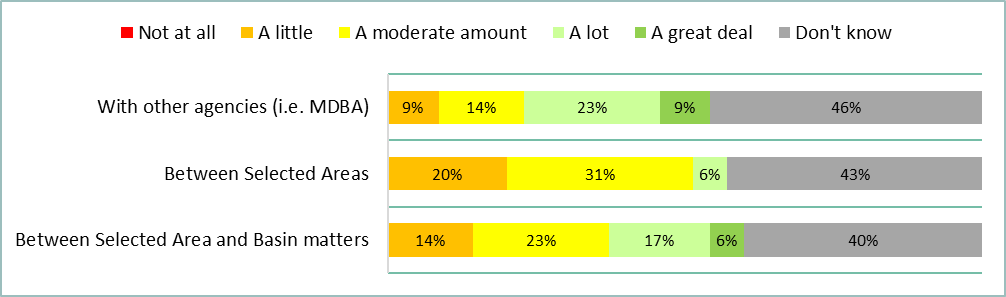 Not at all A little A moderate amount A lot A great deal Don't know
With other agencies (i.e. MDBA) 9% 14% 23% 9% 46%
Between Selected Areas 20% 31% 6% 43%
Between Selected Area and Basin matters 14% 23% 17% 6% 40%